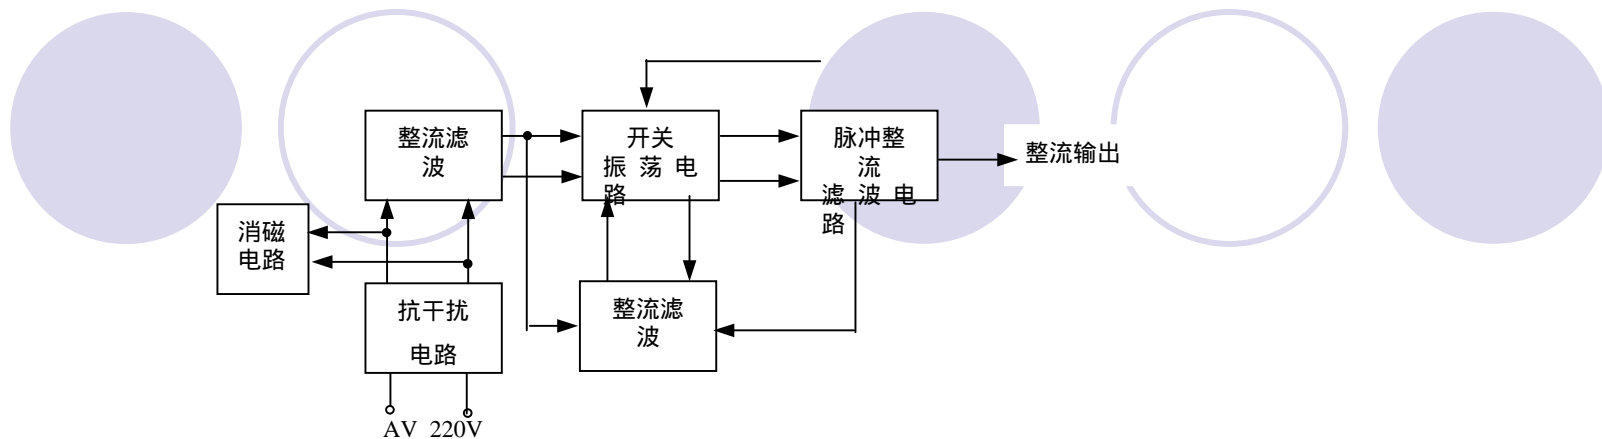 整流滤
波
开关
振 荡 电
路
脉冲整
流
滤 波 电
路
整流输出
消磁
电路
抗干扰
电路
整流滤
波
AV 220V